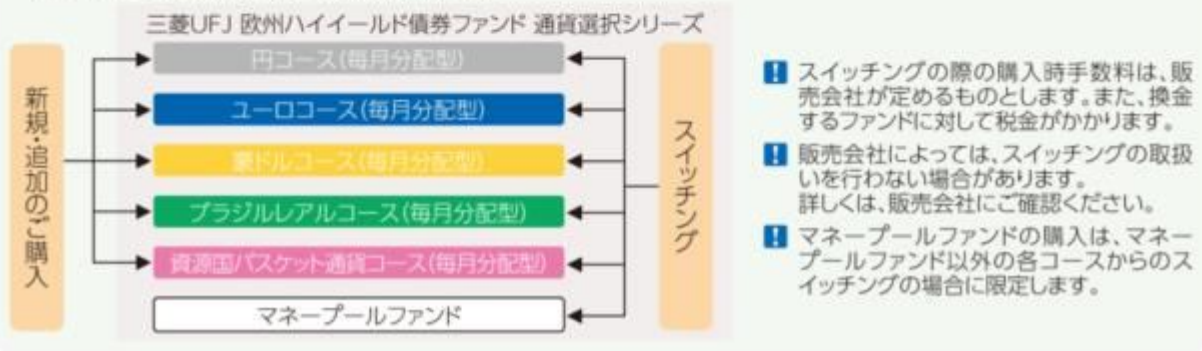 三菱UFJ 欧州ハイイールド債券ファンド 通貨選択シリーズ
新規・追加のご購入
円コース(毎月分配型)
ユーロコース(毎月分配型)
豪ドルコース(毎月分配型)
ブラジルレアルコース(毎月分配型)
資源国バスケット通貨コース(毎月分配型)
マネープールファンド
スイッチング
! スイッチングの際の購入時手数料は、販
売会社が定めるものとします。また、換金
するファンドに対して税金がかかります。
! 販売会社によっては、スイッチングの取扱
いを行わない場合があります。
詳しくは、販売会社にご確認ください。
! マネープールファンドの購入は、マネー
プールファンド以外の各コースからのス
イッチングの場合に限定します。